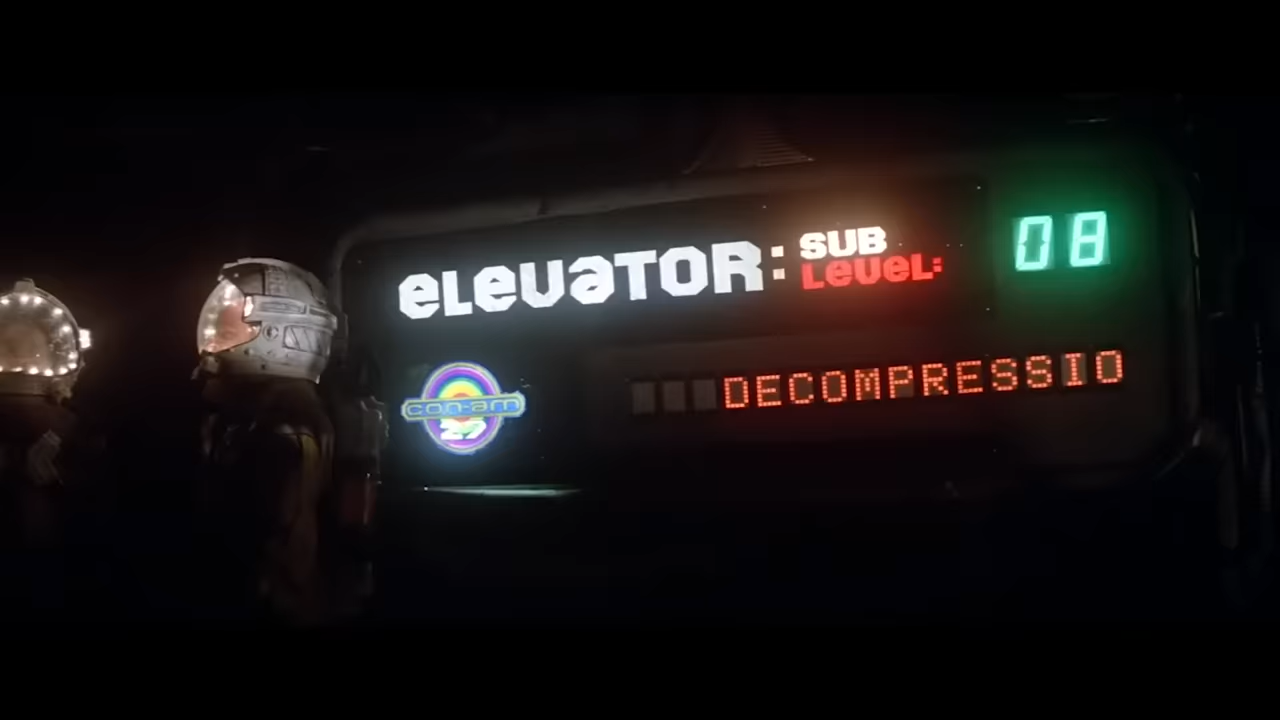 eLevaTOR: SUB
LeveL:
08
con-am
27
DECOMPRESSIO